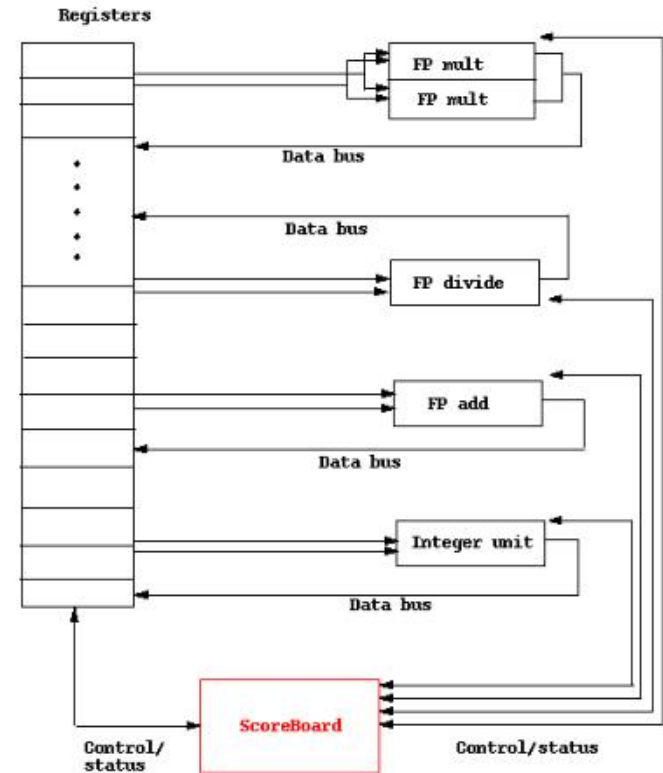 Registers
FP mult
FP mult
Data bus
Data bus
FP divide
FP add
Data bus
Integer unit
Data bus
ScoreBoard
Control/
status
Control/status